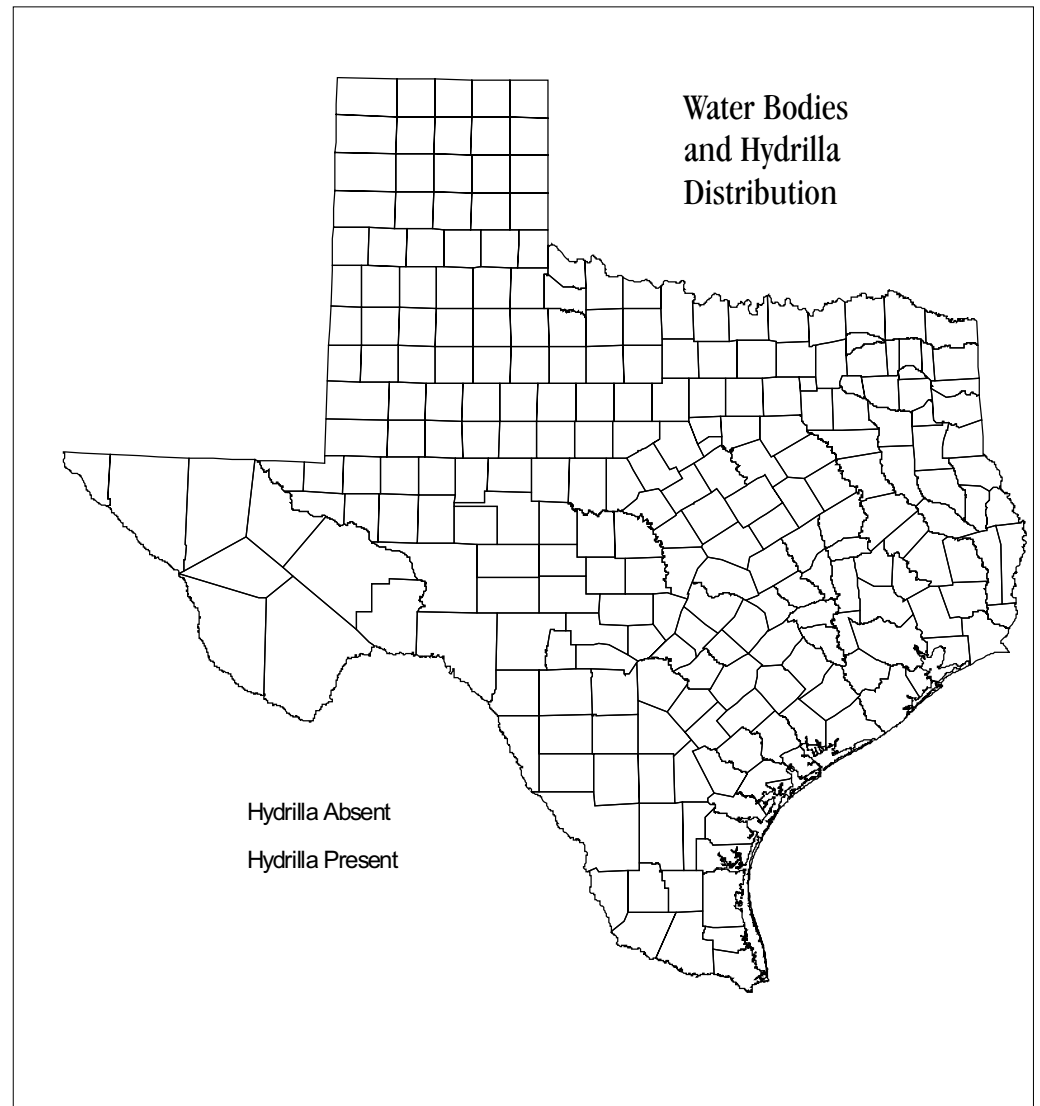 Water Bodies
and Hydrilla
Distribution
Hydrilla Absent
Hydrilla Present